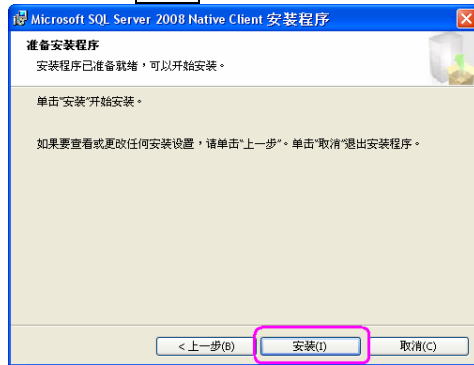 Microsoft SQL Server 2008 Native Client 安装程序
准备安装程序
安装程序已准备就绪，可以开始安装。
单击"安装"开始安装。
如果要查看或更改任何安装设置，请单击"上一步"。单击"取消"退出安装程序。
< 上一步(B)
安装(I)
取消(C)